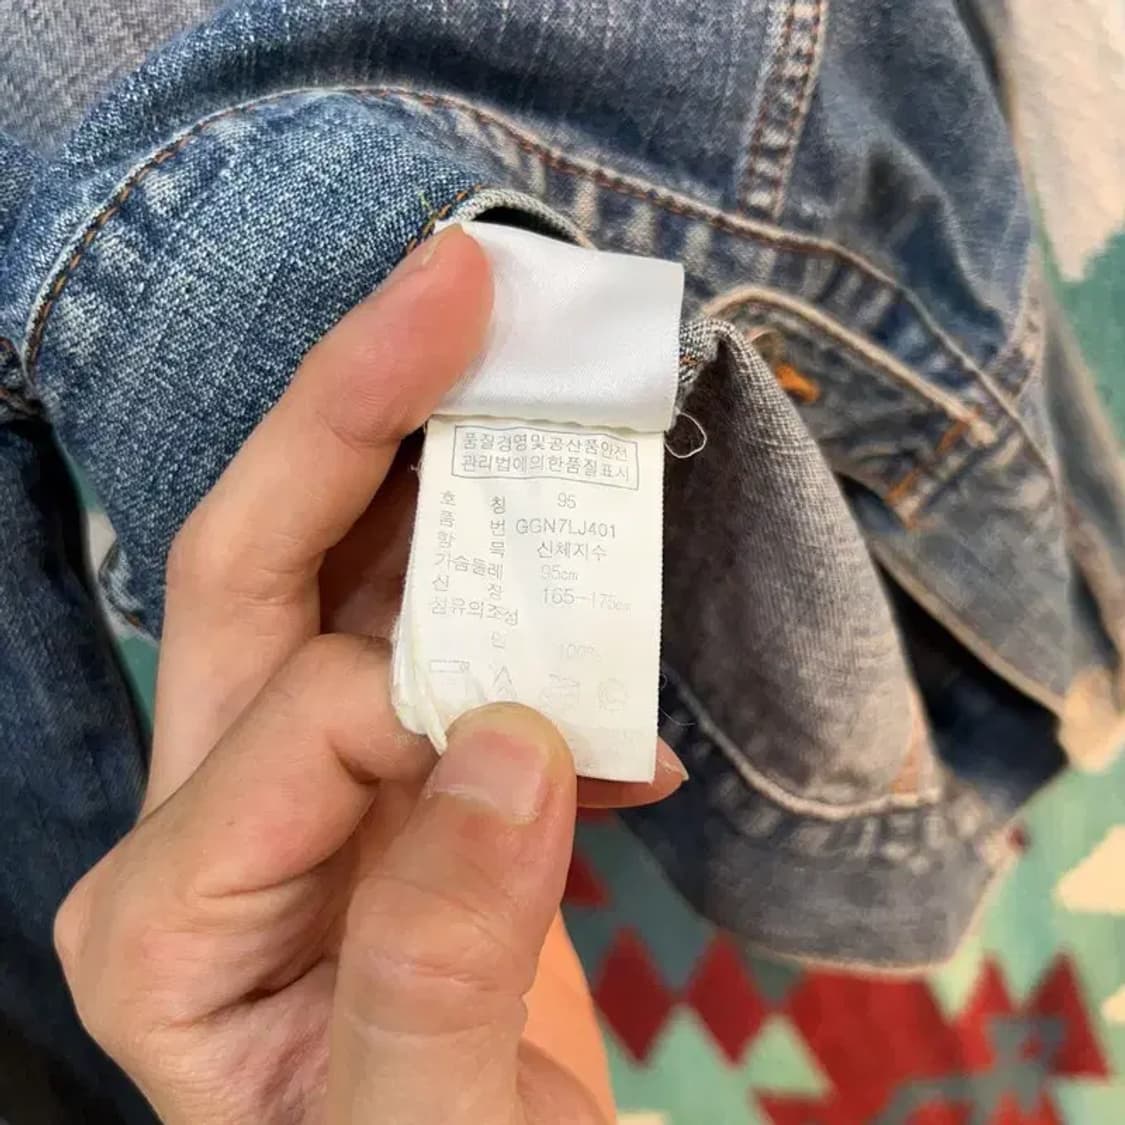 품질경영및공산품안전
관리법에의한품질표시
호 칭 95
품 번 GGN7LJ401
항 목 신체지수
가슴둘레 95cm
신 장 165-175cm
섬유의조성
면 100%